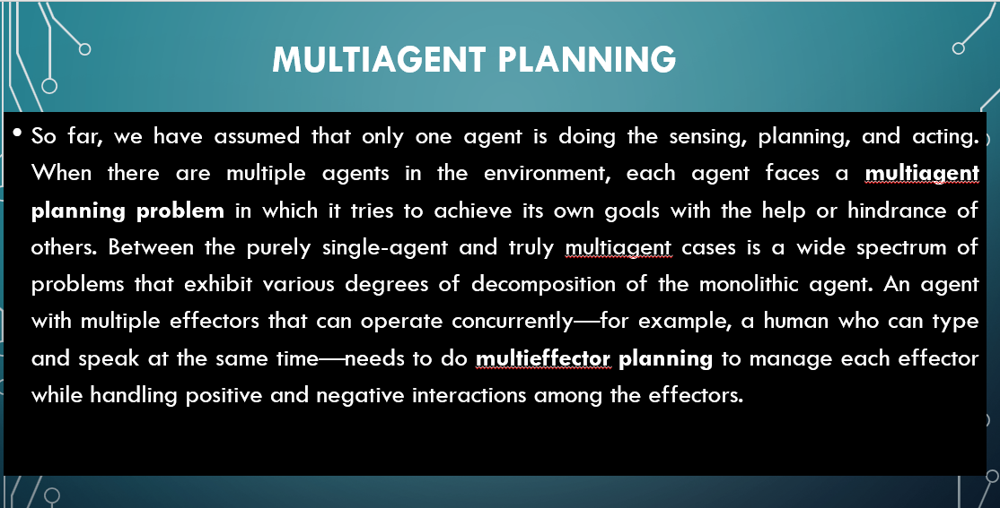 MULTIAGENT PLANNING
• So far, we have assumed that only one agent is doing the sensing, planning, and acting.
When there are multiple agents in the environment, each agent faces a multiagent
planning problem in which it tries to achieve its own goals with the help or hindrance of
others. Between the purely single-agent and truly multiagent cases is a wide spectrum of
problems that exhibit various degrees of decomposition of the monolithic agent. An agent
with multiple effectors that can operate concurrently—for example, a human who can type
and speak at the same time—needs to do multieffector planning to manage each effector
while handling positive and negative interactions among the effectors.